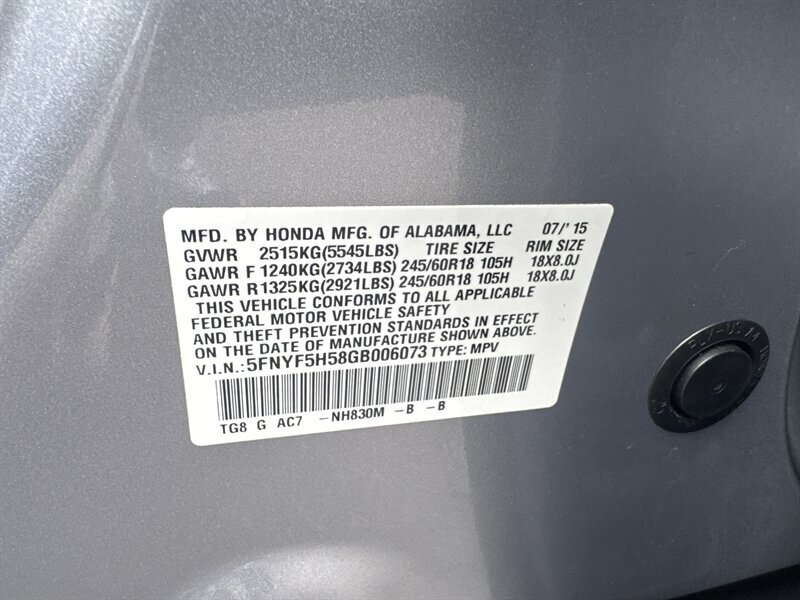 MFD. BY HONDA MFG. OF ALABAMA, LLC 07/'15
GVWR 2515KG(5545LBS) TIRE SIZE RIM SIZE
GAWR F 1240KG(2734LBS) 245/60R18 105H 18X8.0J
GAWR R 1325KG(2921LBS) 245/60R18 105H 18X8.0J
THIS VEHICLE CONFORMS TO ALL APPLICABLE
FEDERAL MOTOR VEHICLE SAFETY
AND THEFT PREVENTION STANDARDS IN EFFECT
ON THE DATE OF MANUFACTURE SHOWN ABOVE.
V.I.N.: 5FNYF5H58GB006073 TYPE: MPV
TG8 G AC7 -NH830M -B -B